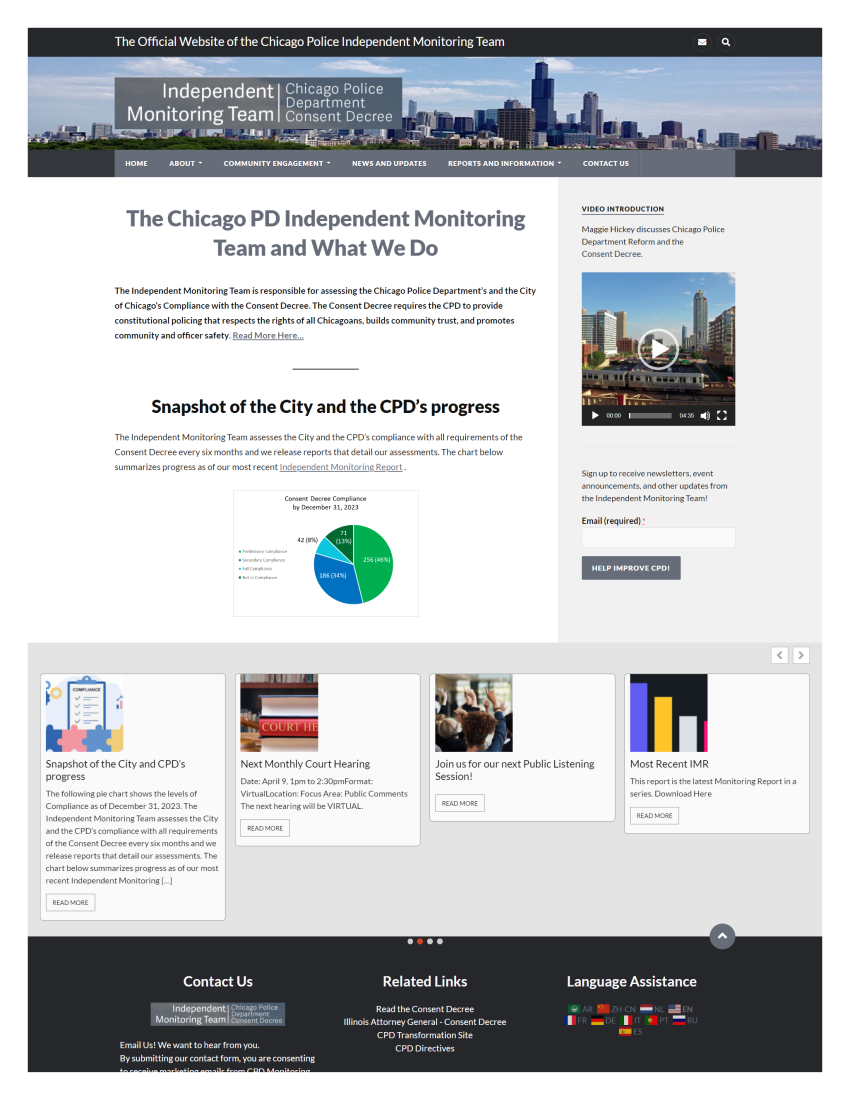 The Official Website of the Chicago Police Independent Monitoring Team
Independent
Monitoring Team
Chicago Police
Department
Consent Decree
HOME
ABOUT
COMMUNITY ENGAGEMENT
NEWS AND UPDATES
REPORTS AND INFORMATION
CONTACT US
The Chicago PD Independent Monitoring
Team and What We Do
The Independent Monitoring Team is responsible for assessing the Chicago Police Department's and the City
of Chicago's Compliance with the Consent Decree. The Consent Decree requires the CPD to provide
constitutional policing that respects the rights of all Chicagoans, builds community trust, and promotes
community and officer safety. Read More Here...
Snapshot of the City and the CPD's progress
The Independent Monitoring Team assesses the City and the CPD's compliance with all requirements of the
Consent Decree every six months and we release reports that detail our assessments. The chart below
summarizes progress as of our most recent Independent Monitoring Report .
Consent Decree Compliance
by December 31, 2023
Preliminary Compliance
Secondary Compliance
Full Compliance
Not in Compliance
42 (8%)
71
(13%)
256 (46%)
186 (34%)
VIDEO INTRODUCTION
Maggie Hickey discusses Chicago Police
Department Reform and the
Consent Decree.
00:00
04:35
Sign up to receive newsletters, event
announcements, and other updates from
the Independent Monitoring Team!
Email (required) *
HELP IMPROVE CPD!
COMPLIANCE
Snapshot of the City and CPD's
progress
The following pie chart shows the levels of
Compliance as of December 31, 2023. The
Independent Monitoring Team assesses the City
and the CPD's compliance with all requirements
of the Consent Decree every six months and we
release reports that detail our assessments. The
chart below summarizes progress as of our most
recent Independent Monitoring [...]
READ MORE
COURT HE
Next Monthly Court Hearing
Date: April 9, 1pm to 2:30pmFormat:
VirtualLocation: Focus Area: Public Comments
The next hearing will be VIRTUAL.
READ MORE
Join us for our next Public Listening
Session!
READ MORE
Most Recent IMR
This report is the latest Monitoring Report in a
series. Download Here
READ MORE
Contact Us
Independent
Monitoring Team
Chicago Police
Department
Consent Decree
Email Us! We want to hear from you.
By submitting our contact form, you are consenting
to receive marketing emails from CPD Monitoring
Related Links
Read the Consent Decree
Illinois Attorney General - Consent Decree
CPD Transformation Site
CPD Directives
Language Assistance
AR ZH-CN NL EN
FR DE IT PT RU
ES